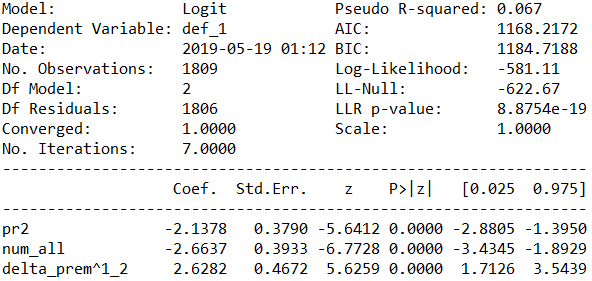 Model: Logit Pseudo R-squared: 0.067
Dependent Variable: def_1 AIC: 1168.2172
Date: 2019-05-19 01:12 BIC: 1184.7188
No. Observations: 1809 Log-Likelihood: -581.11
Df Model: 2 LL-Null: -622.67
Df Residuals: 1806 LLR p-value: 8.8754e-19
Converged: 1.0000 Scale: 1.0000
No. Iterations: 7.0000
Coef. Std.Err. z P>|z| [0.025 0.975]
pr2 -2.1378 0.3790 -5.6412 0.0000 -2.8805 -1.3950
num_all -2.6637 0.3933 -6.7728 0.0000 -3.4345 -1.8929
delta_prem^1_2 2.6282 0.4672 5.6259 0.0000 1.7126 3.5439